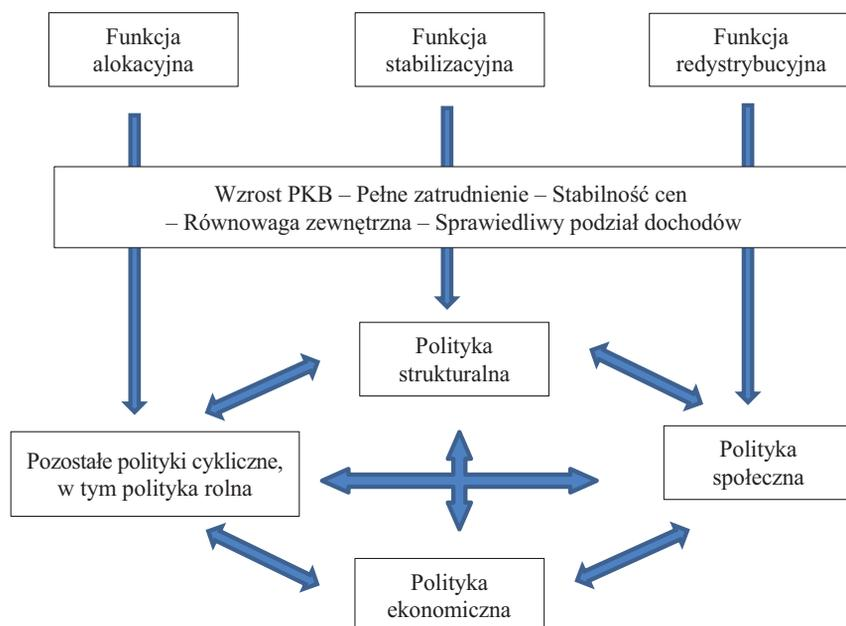 Funkcja
alokacyjna
Funkcja
stabilizacyjna
Funkcja
redystrybucyjna
Wzrost PKB – Pełne zatrudnienie – Stabilność cen
– Równowaga zewnętrzna – Sprawiedliwy podział dochodów
Polityka
strukturalna
Pozostałe polityki cykliczne,
w tym polityka rolna
Polityka
społeczna
Polityka
ekonomiczna